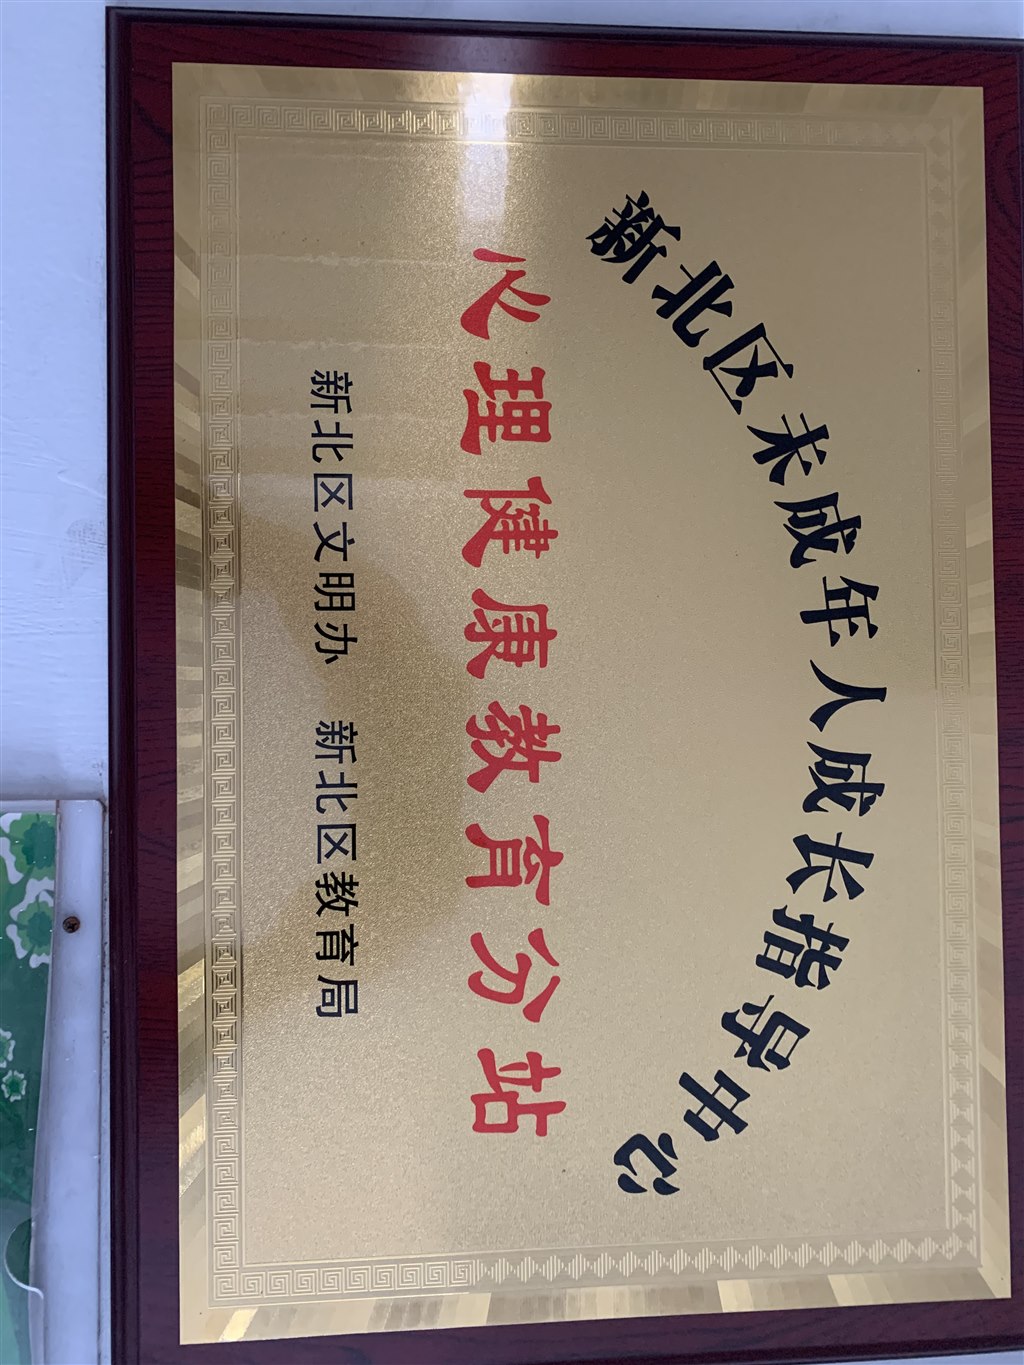 新北区未成年人成长指导中心
心理健康教育分站
新北区文明办 新北区教育局